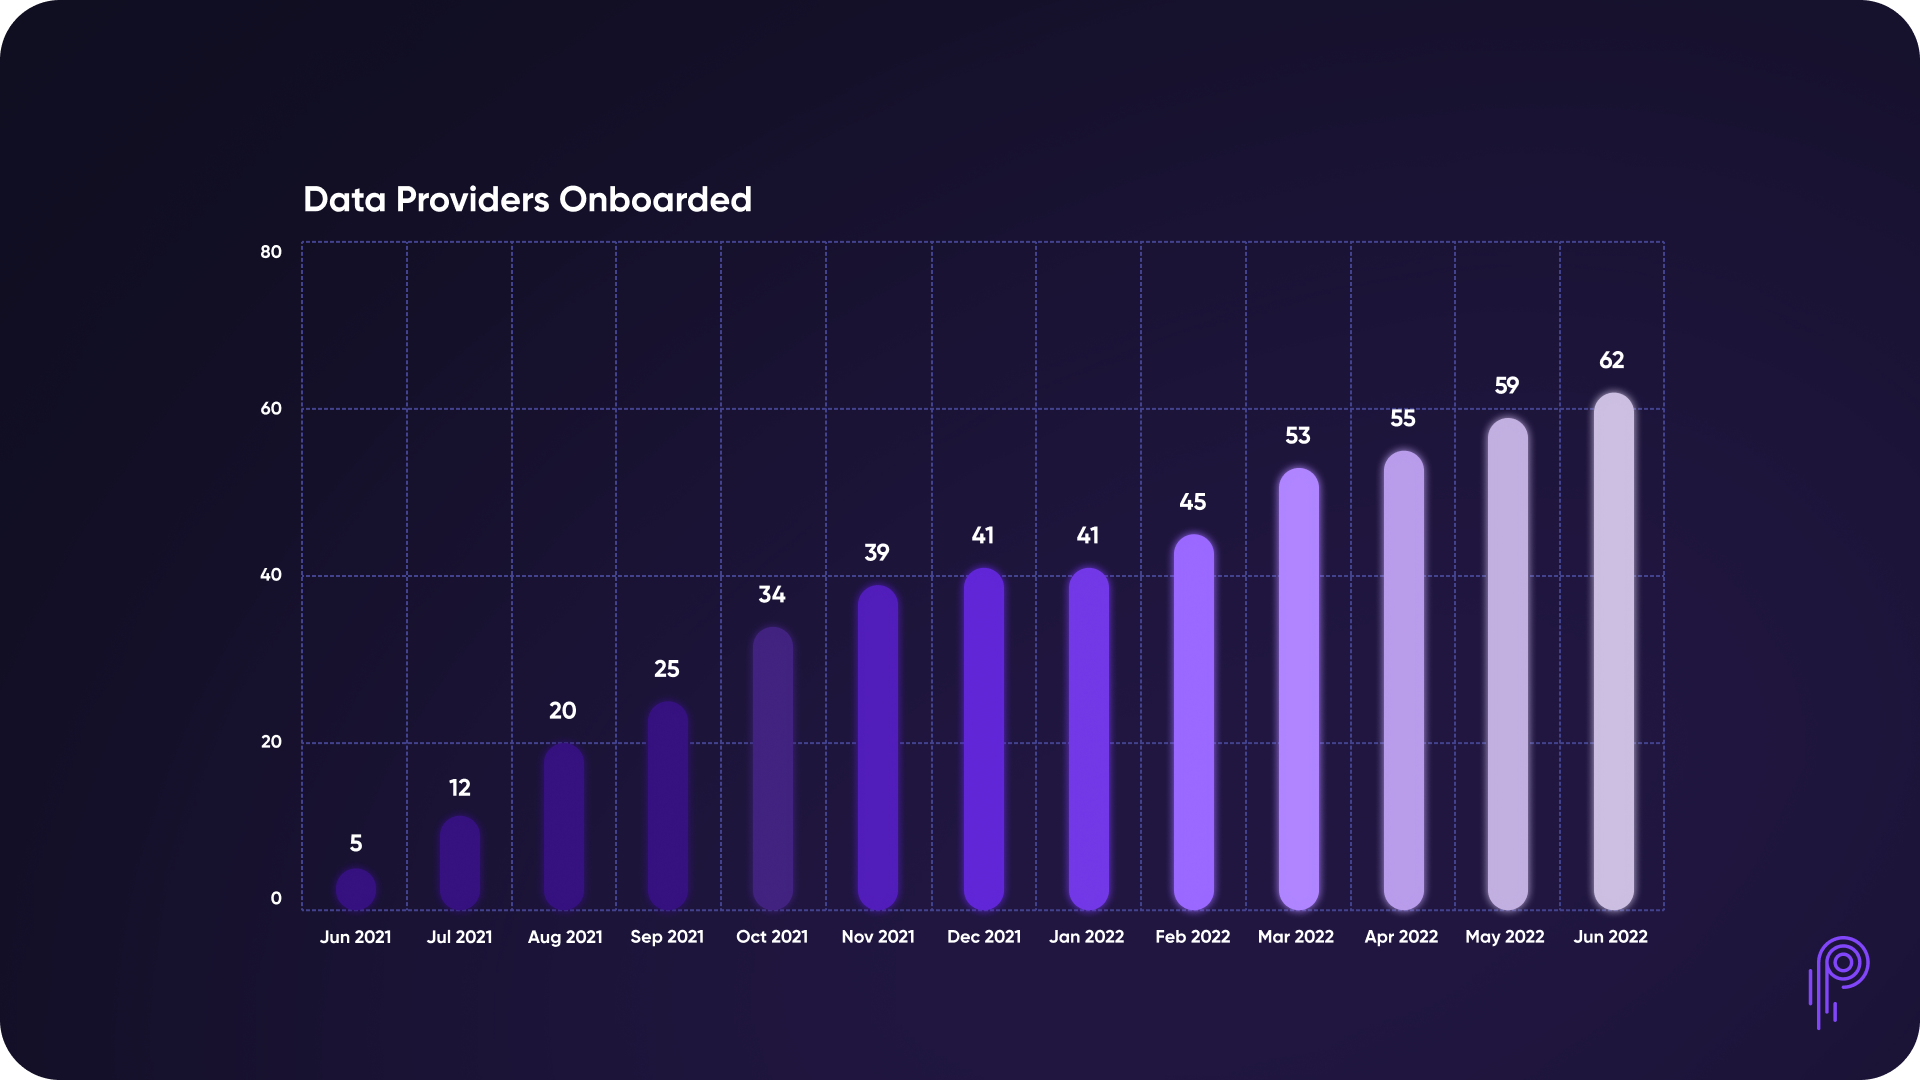 Data Providers Onboarded
80
60
40
20
0
5
12
20
25
34
39
41
41
45
53
55
59
62
Jun 2021
Jul 2021
Aug 2021
Sep 2021
Oct 2021
Nov 2021
Dec 2021
Jan 2022
Feb 2022
Mar 2022
Apr 2022
May 2022
Jun 2022